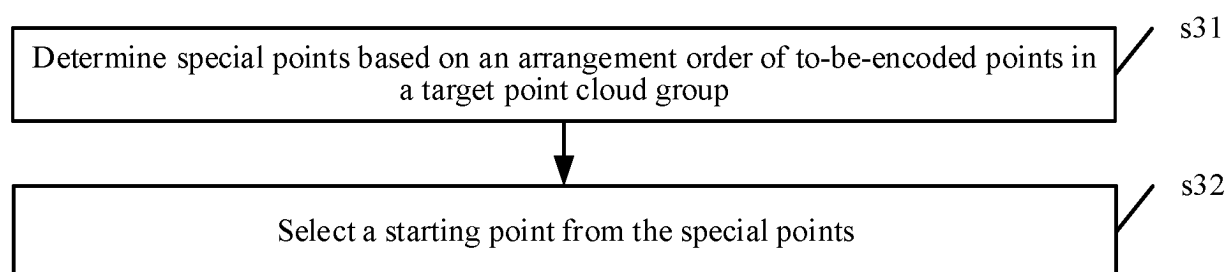 s31
Determine special points based on an arrangement order of to-be-encoded points in
a target point cloud group
s32
Select a starting point from the special points